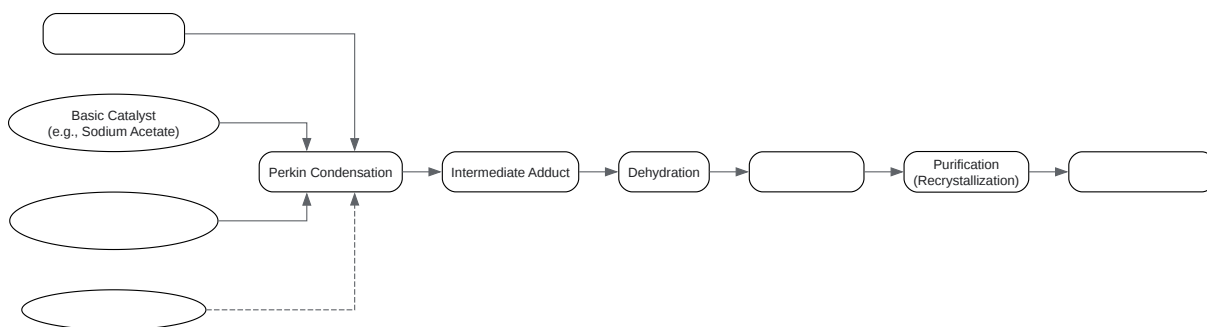 Basic Catalyst
(e.g., Sodium Acetate)
Perkin Condensation
Intermediate Adduct
Dehydration
Purification
(Recrystallization)